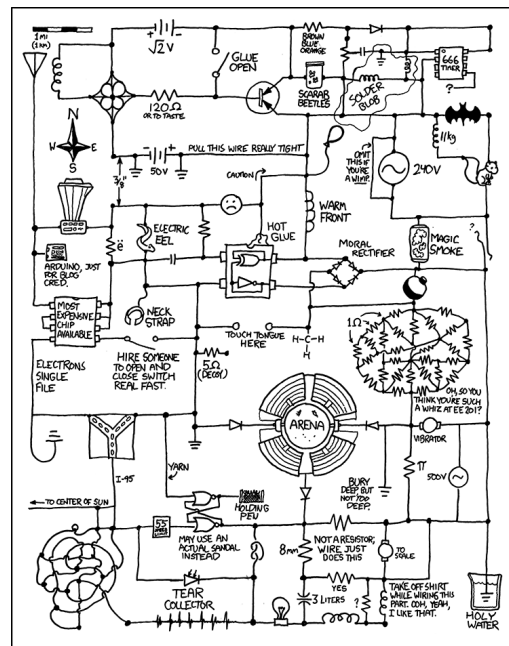 1 MI
(1 KM)
√2 V
GLUE
OPEN
BROWN
BLUE
ORANGE
666
TIMER
?
120Ω
OR TO TASTE
SCARAB
BEETLES
SOLDER
BLOB
N
W E
S
11kg
PULL THIS WIRE REALLY TIGHT
50V
3/8"
CAUTION
OMIT
THIS IF
YOU'RE
A WIMP
240V
WARM
FRONT
HOT
GLUE
ELECTRIC
EEL
ë
MORAL
RECTIFIER
MAGIC
SMOKE
?
ARDUINO, JUST
FOR BLOG
CRED.
MOST
EXPENSIVE
CHIP
AVAILABLE
NECK
STRAP
TOUCH TONGUE
HERE
H-C-H
H
1Ω
ELECTRONS
SINGLE
FILE
HIRE SOMEONE
TO OPEN AND
CLOSE SWITCH
REAL FAST.
5Ω
(DECOY)
OH, SO YOU
THINK YOU'RE SUCH
A WHIZ AT EE 201?
ARENA
VIBRATOR
I-95
YARN
BURY
DEEP, BUT
NOT TOO
DEEP.
π
500V
TO CENTER OF SUN
HOLDING
PEN
55
MAY USE AN
ACTUAL SANDAL
INSTEAD
8mm
NOT A RESISTOR,
WIRE JUST
DOES THIS
TO
SCALE
TEAR
COLLECTOR
YES
3 LITERS
?
TAKE OFF SHIRT
WHILE WIRING THIS
PART. OOH, YEAH,
I LIKE THAT.
HOLY
WATER